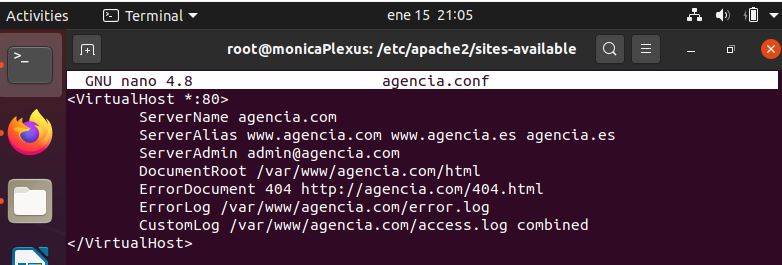 Activities Terminal ene 15 21:05
root@monicaPlexus: /etc/apache2/sites-available
GNU nano 4.8 agencia.conf
<VirtualHost *:80>
ServerName agencia.com
ServerAlias www.agencia.com www.agencia.es agencia.es
ServerAdmin admin@agencia.com
DocumentRoot /var/www/agencia.com/html
ErrorDocument 404 http://agencia.com/404.html
ErrorLog /var/www/agencia.com/error.log
CustomLog /var/www/agencia.com/access.log combined
</VirtualHost>